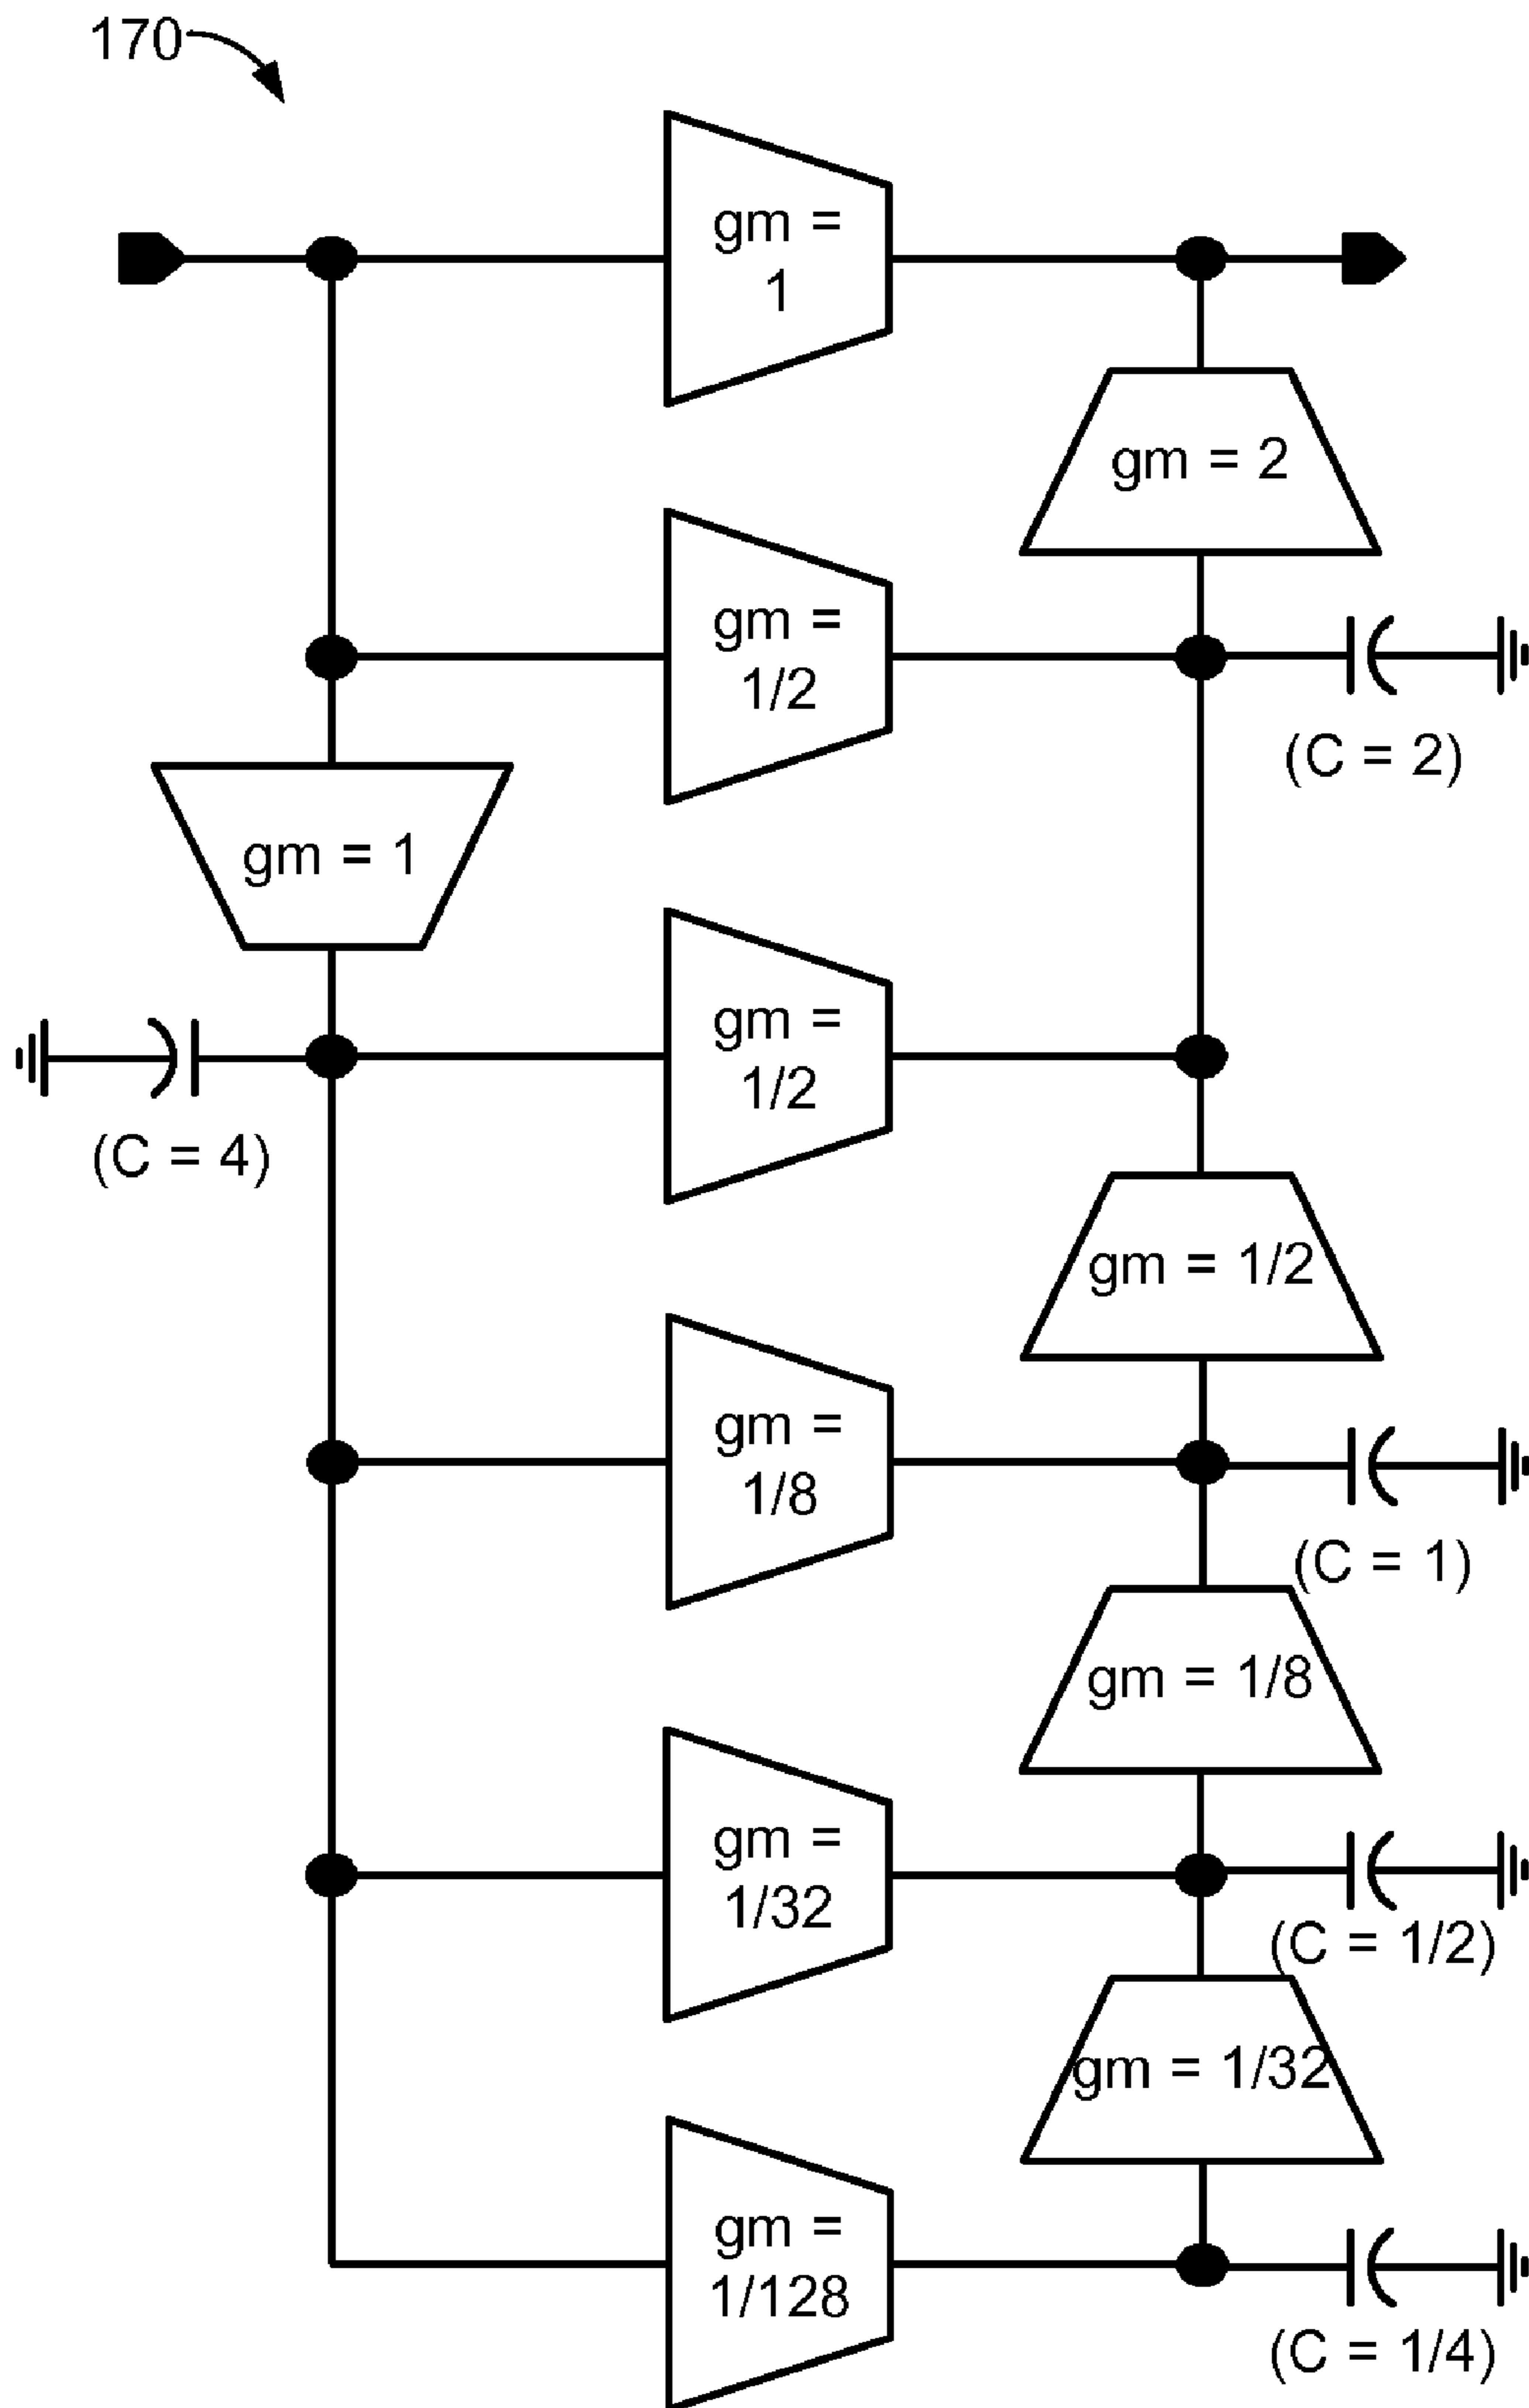 170
gm =
1
gm = 2
gm =
1/2
(C = 2)
gm = 1
gm =
1/2
(C = 4)
gm = 1/2
gm =
1/8
(C = 1)
gm = 1/8
gm =
1/32
(C = 1/2)
gm = 1/32
gm =
1/128
(C = 1/4)